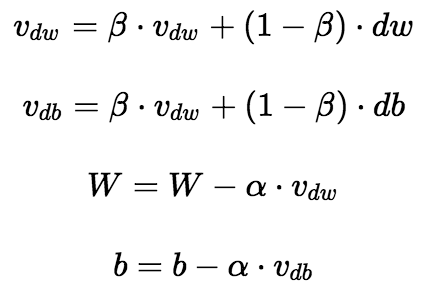 v_{dw} = β · v_{dw} + (1 − β) · dw
v_{db} = β · v_{dw} + (1 − β) · db
W = W − α · v_{dw}
b = b − α · v_{db}